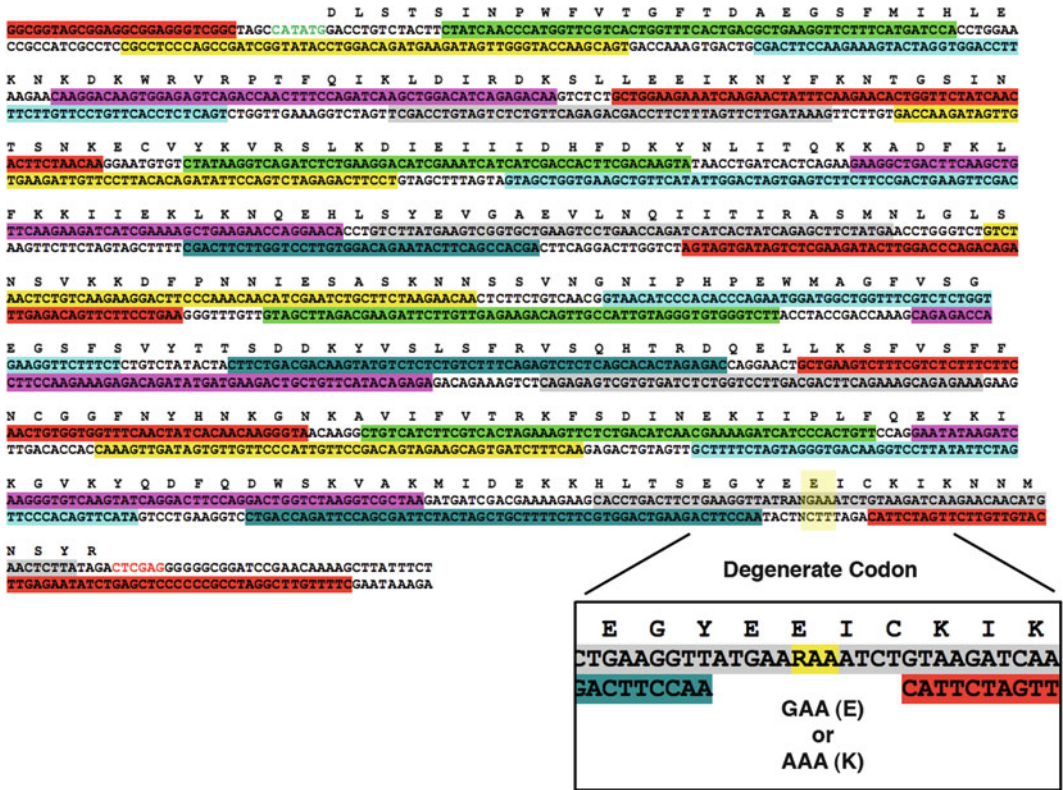 D L S T S I N P W F V T G F T D A E G S F M I H L E
GGCGGTAGCGGAGGCGGAGGGTCGGCTAGCCATATGGACCTGTCTACTTCTATCAACCCATGGTTCGTCACTGGTTTCACTGACGCTGAAGGTTCTTTCATGATCCACCTGGAA
CCGCCATCGCCTCCGCCTCCCAGCCGATCGGTATACCTGGACAGATGAAGATAGTTGGGTACCAAGCAGTGACCAAAGTGACTGCGACTTCCAAGAAAGTACTAGGTGGACCTT
K N K D K W R V R P T F Q I K L D I R D K S L L E E I K N Y F K N T G S I N
AAGAACAAGGACAAGTGGAGAGTCAGACCAACTTTCCAGATCAAGCTGGACATCAGAGACAAGTCTCTGCTGGAAGAAATCAAGAACTATTTCAAGAACACTGGTTCTATCAAC
TTCTTGTTCCTGTTCACCTCTCAGTCTGGTTGAAAGGTCTAGTTCGACCTGTAGTCTCTGTTCAGAGACGACCTTCTTTAGTTCTTGATAAAGTTCTTGTGACCAAGATAGTTG
T S N K E C V Y K V R S L K D I E I I I D H F D K Y N L I T Q K K A D F K L
ACTTCTAACAAGGAATGTGTCTATAAGGTCAGATCTCTGAAGGACATCGAAATCATCATCGACCACTTCGACAAGTATAACCTGATCACTCAGAAGAAGGCTGACTTCAAGCTG
TGAAGATTGTTCCTTACACAGATATTCCAGTCTAGAGACTTCCTGTAGCTTTAGTAGTAGCTGGTGAAGCTGTTCATATTGGACTAGTGAGTCTTCTTCCGACTGAAGTTCGAC
F K K I I E K L K N Q E H L S Y E V G A E V L N Q I I T I R A S M N L G L S
TTCAAGAAGATCATCGAAAAGCTGAAGAACCAGGAACACCTGTCTTATGAAGTCGGTGCTGAAGTCCTGAACCAGATCATCACTATCAGAGCTTCTATGAACCTGGGTCTGTCT
AAGTTCTTCTAGTAGCTTTTCGACTTCTTGGTCCTTGTGGACAGAATACTTCAGCCACGACTTCAGGACTTGGTCTAGTAGTGATAGTCTCGAAGATACTTGGACCCAGACAGA
N S V K K D F P N N I E S A S K N N S S V N G N I P H P E W M A G F V S G
AACTCTGTCAAGAAGGACTTCCCAAACAACATCGAATCTGCTTCTAAGAACAACTCTTCTGTCAACGGTAACATCCCACACCCAGAATGGATGGCTGGTTTCGTCTCTGGT
TTGAGACAGTTCTTCCTGAAGGGTTTGTTGTAGCTTAGACGAAGATTCTTGTTGAGAAGACAGTTGCCATTGTAGGGTGTGGGTCTTACCTACCGACCAAAGCAGAGACCA
E G S F S V Y T T S D D K Y V S L S F R V S Q H T R D Q E L L K S F V S F F
GAAGGTTCTTTCTCTGTCTATACTACTTCTGACGACAAGTATGTCTCTCTGTCTTTCAGAGTCTCTCAGCACACTAGAGACCAGGAACTGCTGAAGTCTTTCGTCTCTTTCTTC
CTTCCAAGAAAGAGACAGATATGATGAAGACTGCTGTTCATACAGAGAGACAGAAAGTCTCAGAGAGTCGTGTGATCTCTGGTCCTTGACGACTTCAGAAAGCAGAGAAAGAAG
N C G G F N Y H N K G N K A V I F V T R K F S D I N E K I I P L F Q E Y K I
AACTGTGGTGGTTTCAACTATCACAACAAGGGTAACAAGGCTGTCATCTTCGTCACTAGAAAGTTCTCTGACATCAACGAAAAGATCATCCCACTGTTCCAGGAATATAAGATC
TTGACACCACCAAAGTTGATAGTGTTGTTCCCATTGTTCCGACAGTAGAAGCAGTGATCTTTCAAGAGACTGTAGTTGCTTTTCTAGTAGGGTGACAAGGTCCTTATATTCTAG
K G V K Y Q D F Q D W S K V A K M I D E K K H L T S E G Y E E I C K I K N N M
AAGGGTGTCAAGTATCAGGACTTCCAGGACTGGTCTAAGGTCGCTAAGATGATCGACGAAAAGAAGCACCTGACTTCTGAAGGTTATRANGAAATCTGTAAGATCAAGAACAACATG
TTCCCACAGTTCATAGTCCTGAAGGTCCTGACCAGATTCCAGCGATTCTACTAGCTGCTTTTCTTCGTGGACTGAAGACTTCCAATACTNCTTTAGACATTCTAGTTCTTGTTGTAC
N S Y R
AACTCTTATAGACTCGAGGGGGGCGGATCCGAACAAAAGCTTATTTCT
TTGAGAATATCTGAGCTCCCCCCGCCTAGGCTTGTTTTCGAATAAAGA
Degenerate Codon
E G Y E E I C K I K
CTGAAGGTTATGAARAAATCTGTAAGATCAA
GACTTCCAA CATTCTAGTT
GAA (E)
or
AAA (K)